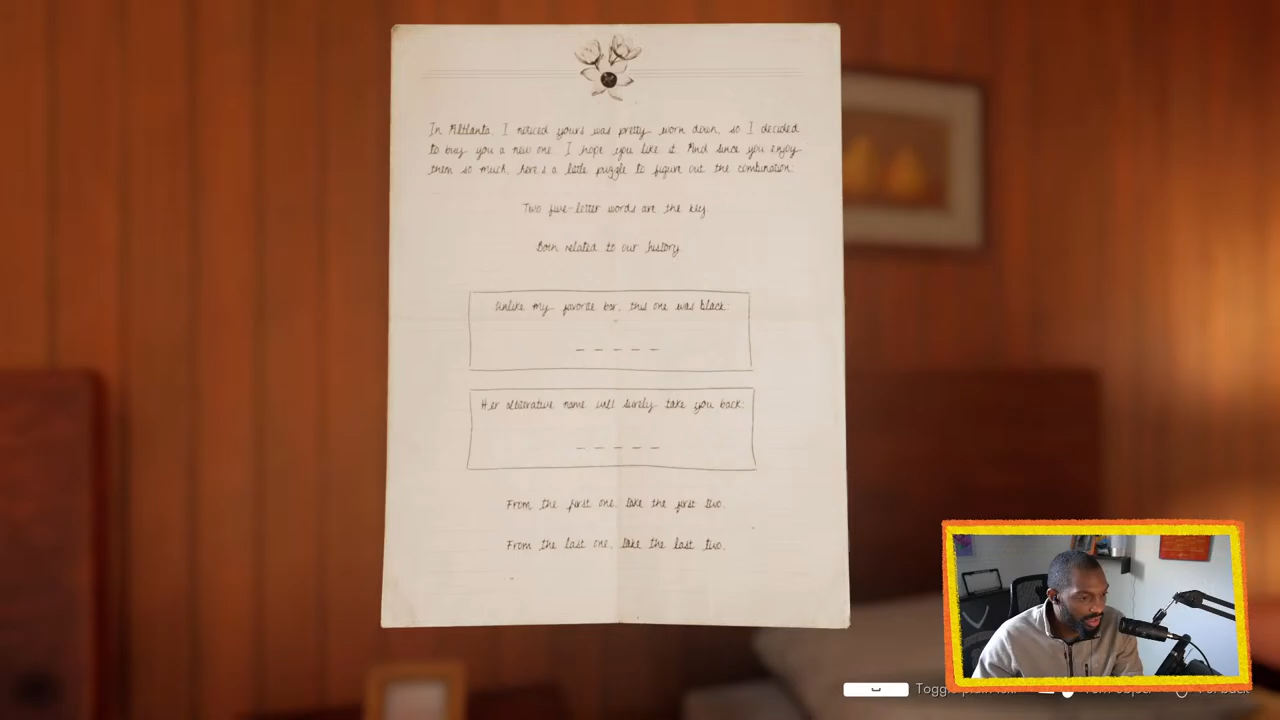 In Altlanta, I noticed yours was pretty worn down, so I decided
to buy you a new one. I hope you like it. And since you enjoy
them so much, here's a little puzzle to figure out the combination:
Two five-letter words are the key.
Both related to our history.
Unlike my favorite bar, this one was black:
_ _ _ _ _
Her alternative name will surely take you back:
_ _ _ _ _
From the first one, take the first two.
From the last one, take the last two.